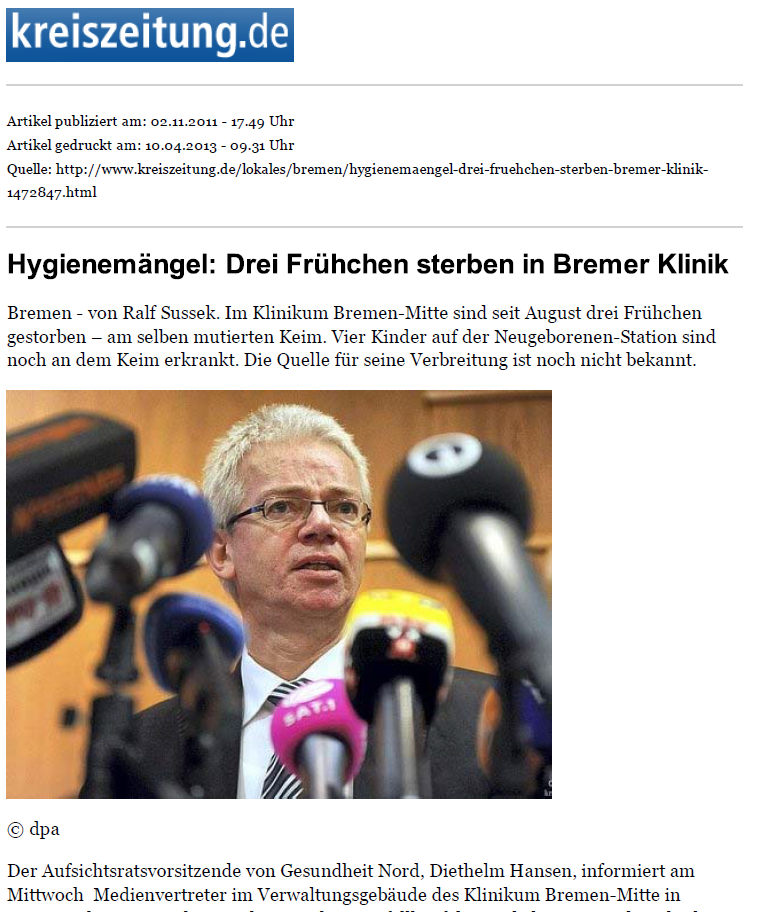 kreiszeitung.de
Artikel publiziert am: 02.11.2011 - 17.49 Uhr
Artikel gedruckt am: 10.04.2013 - 09.31 Uhr
Quelle: http://www.kreiszeitung.de/lokales/bremen/hygienemaengel-drei-fruehchen-sterben-bremer-klinik-
1472847.html
Hygienemängel: Drei Frühchen sterben in Bremer Klinik
Bremen - von Ralf Sussek. Im Klinikum Bremen-Mitte sind seit August drei Frühchen
gestorben – am selben mutierten Keim. Vier Kinder auf der Neugeborenen-Station sind
noch an dem Keim erkrankt. Die Quelle für seine Verbreitung ist noch nicht bekannt.
SAT.1
© dpa
Der Aufsichtsratsvorsitzende von Gesundheit Nord, Diethelm Hansen, informiert am
Mittwoch Medienvertreter im Verwaltungsgebäude des Klinikum Bremen-Mitte in